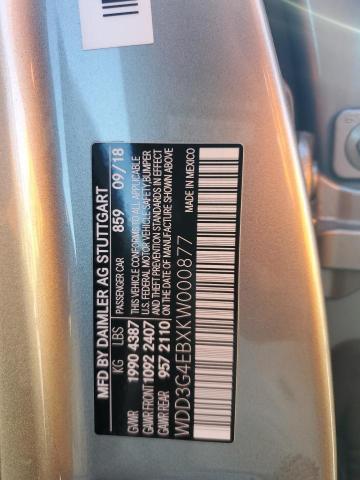 MFD BY DAIMLER AG STUTTGART
PASSENGER CAR 859 09/18
KG LBS
GVWR 1990 4387
GAWR FRONT 1092 2407
GAWR REAR 957 2110
THIS VEHICLE CONFORMS TO ALL APPLICABLE
U.S. FEDERAL MOTOR VEHICLE SAFETY, BUMPER
AND THEFT PREVENTION STANDARDS IN EFFECT
ON THE DATE OF MANUFACTURE SHOWN ABOVE
WDD3G4EBXKW000877
MADE IN MEXICO